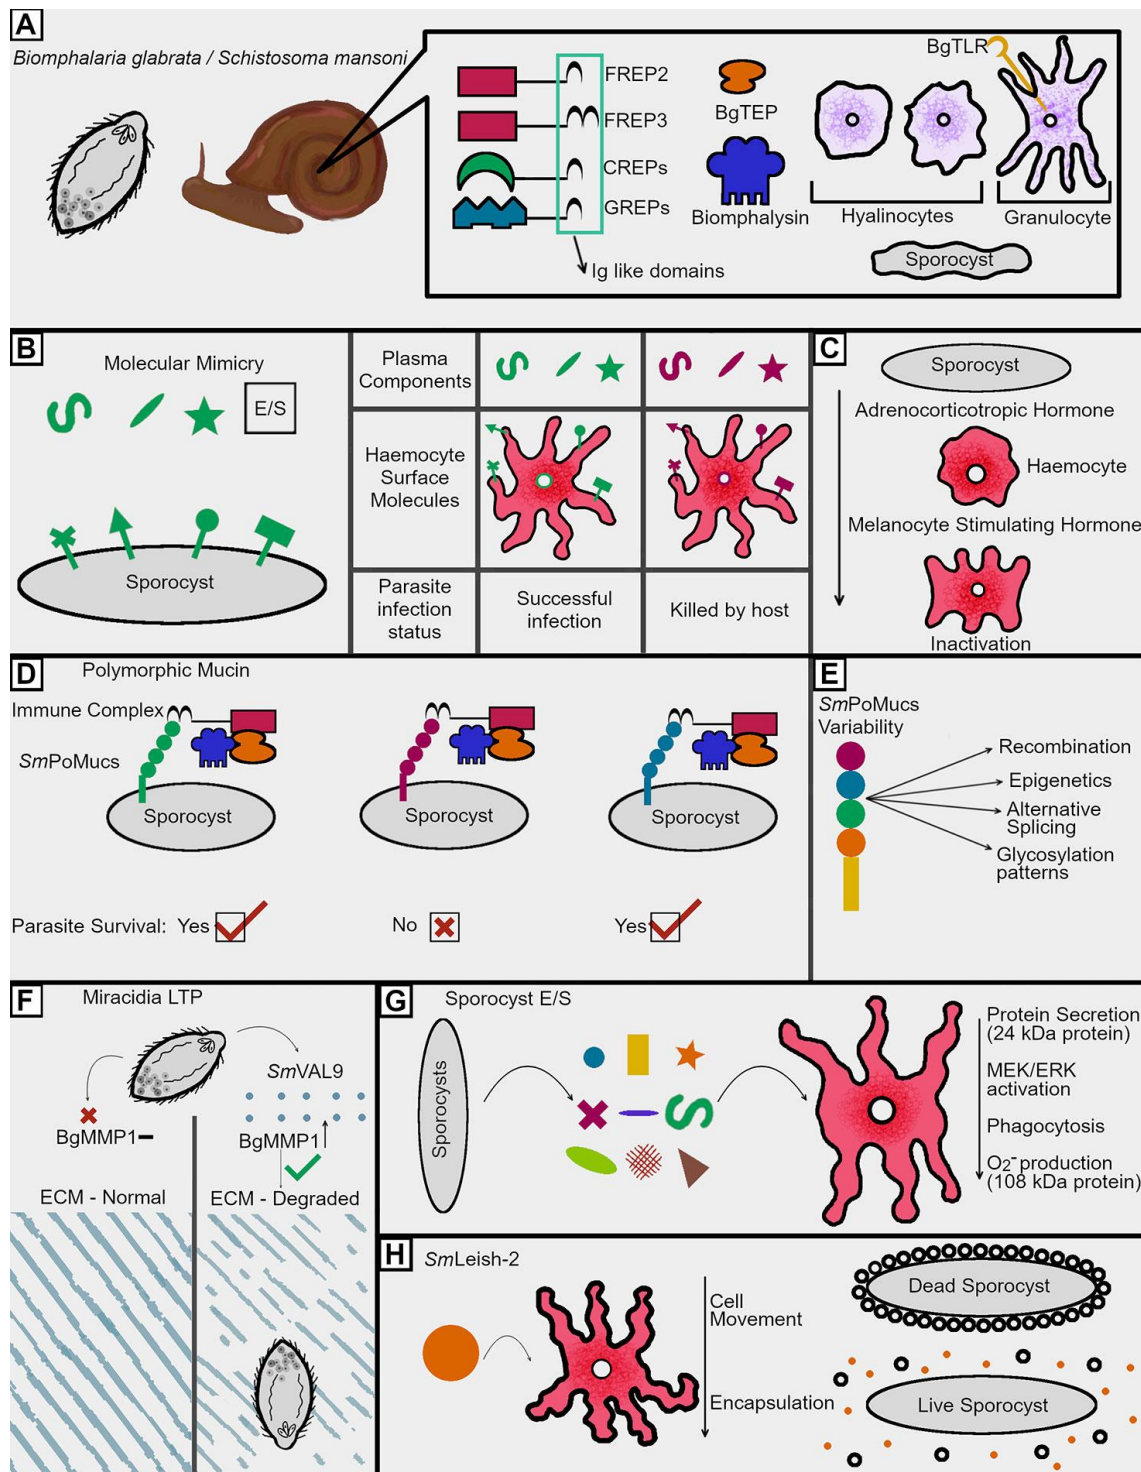 A
Biomphalaria glabrata / Schistosoma mansoni
FREP2
FREP3
CREPs
GREPs
Ig like domains
BgTEP
Biomphalysin
BgTLR
Hyalinocytes
Granulocyte
Sporocyst
B
Molecular Mimicry
E/S
Sporocyst
Plasma
Components
Haemocyte
Surface
Molecules
Parasite
infection
status
Successful
infection
Killed by host
C
Sporocyst
Adrenocorticotropic Hormone
Haemocyte
Melanocyte Stimulating Hormone
Inactivation
D
Polymorphic Mucin
Immune Complex
SmPoMucs
Sporocyst
Sporocyst
Sporocyst
Parasite Survival: Yes
No
Yes
E
SmPoMucs
Variability
Recombination
Epigenetics
Alternative
Splicing
Glycosylation
patterns
F
Miracidia LTP
SmVAL9
BgMMP1
BgMMP1
ECM - Normal
ECM - Degraded
G
Sporocyst E/S
Sporocysts
Protein Secretion
(24 kDa protein)
MEK/ERK
activation
Phagocytosis
O₂⁻ production
(108 kDa protein)
H
SmLeish-2
Cell
Movement
Encapsulation
Dead Sporocyst
Live Sporocyst